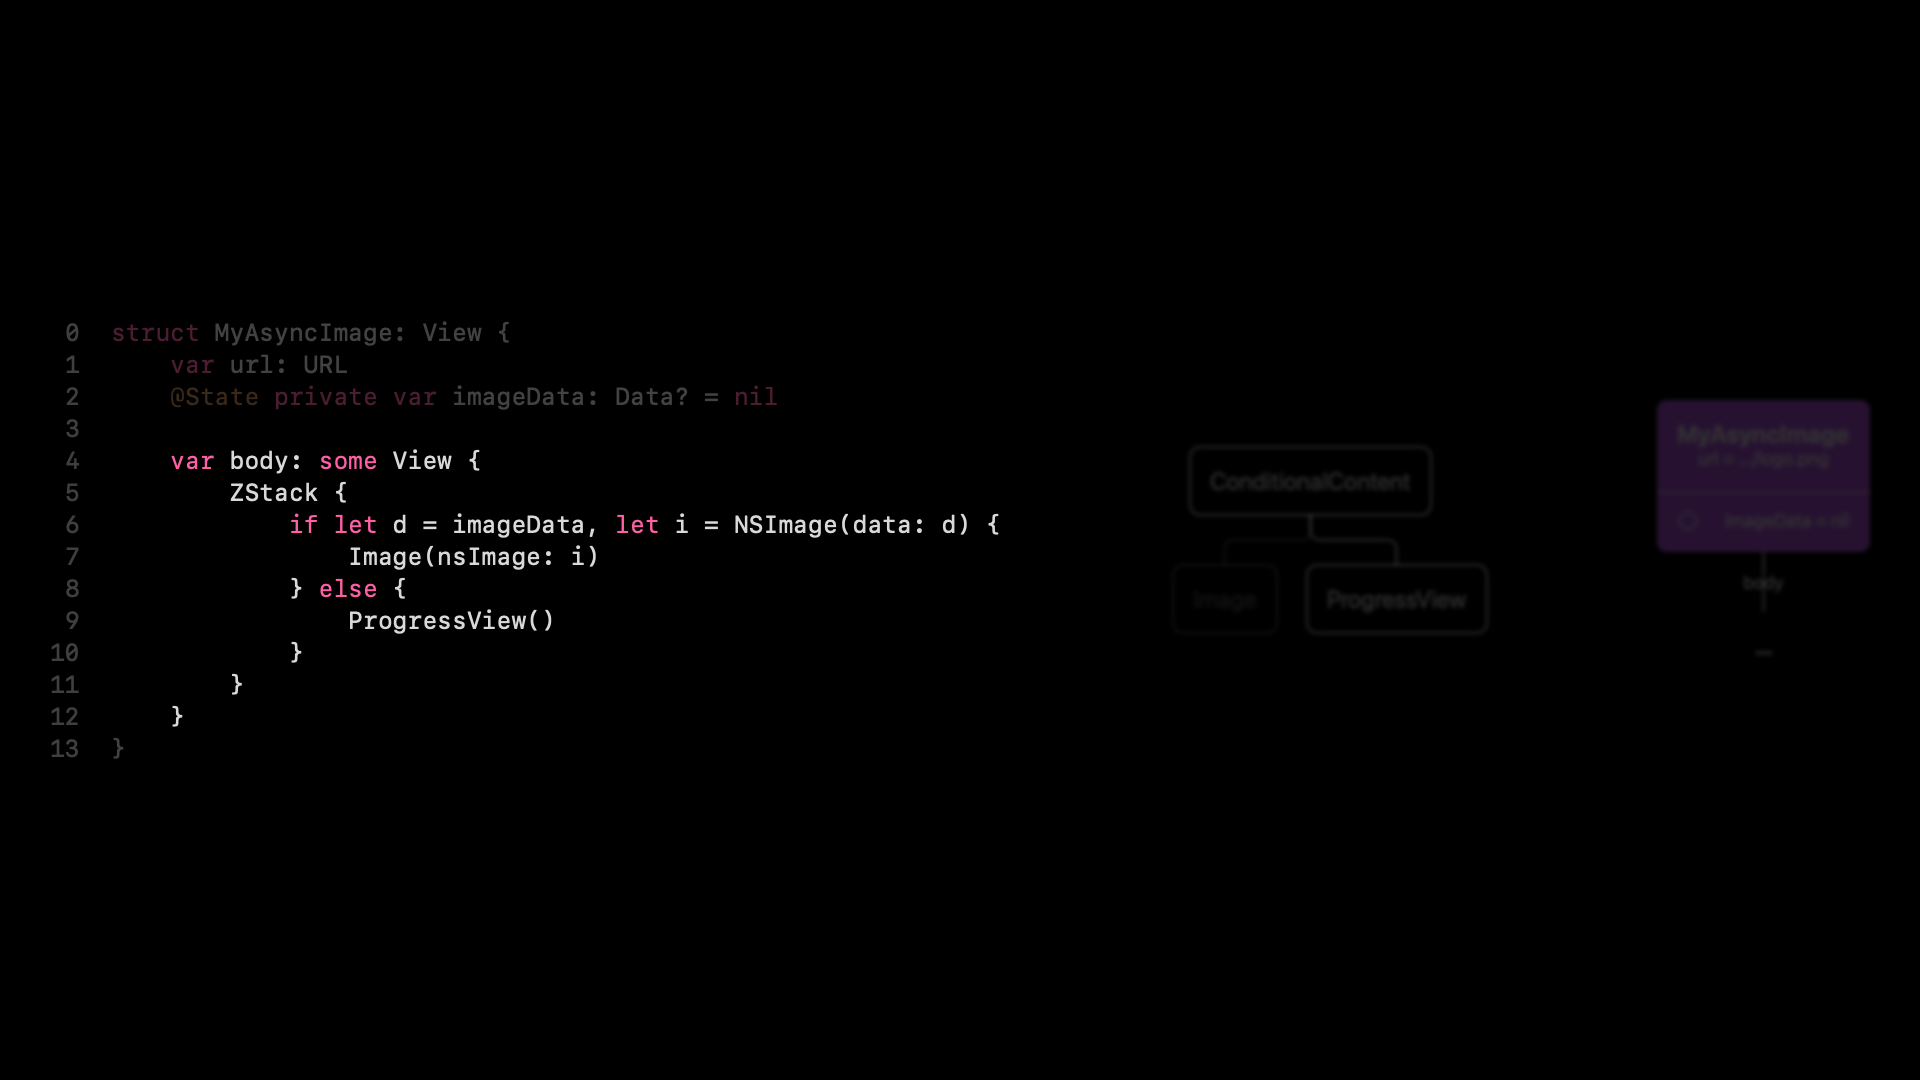 0 struct MyAsyncImage: View {
1 var url: URL
2 @State private var imageData: Data? = nil
3
4 var body: some View {
5 ZStack {
6 if let d = imageData, let i = NSImage(data: d) {
7 Image(nsImage: i)
8 } else {
9 ProgressView()
10 }
11 }
12 }
13 }
ConditionalContent
Image
ProgressView
MyAsyncImage
url = .../logo.png
imageData = nil
body